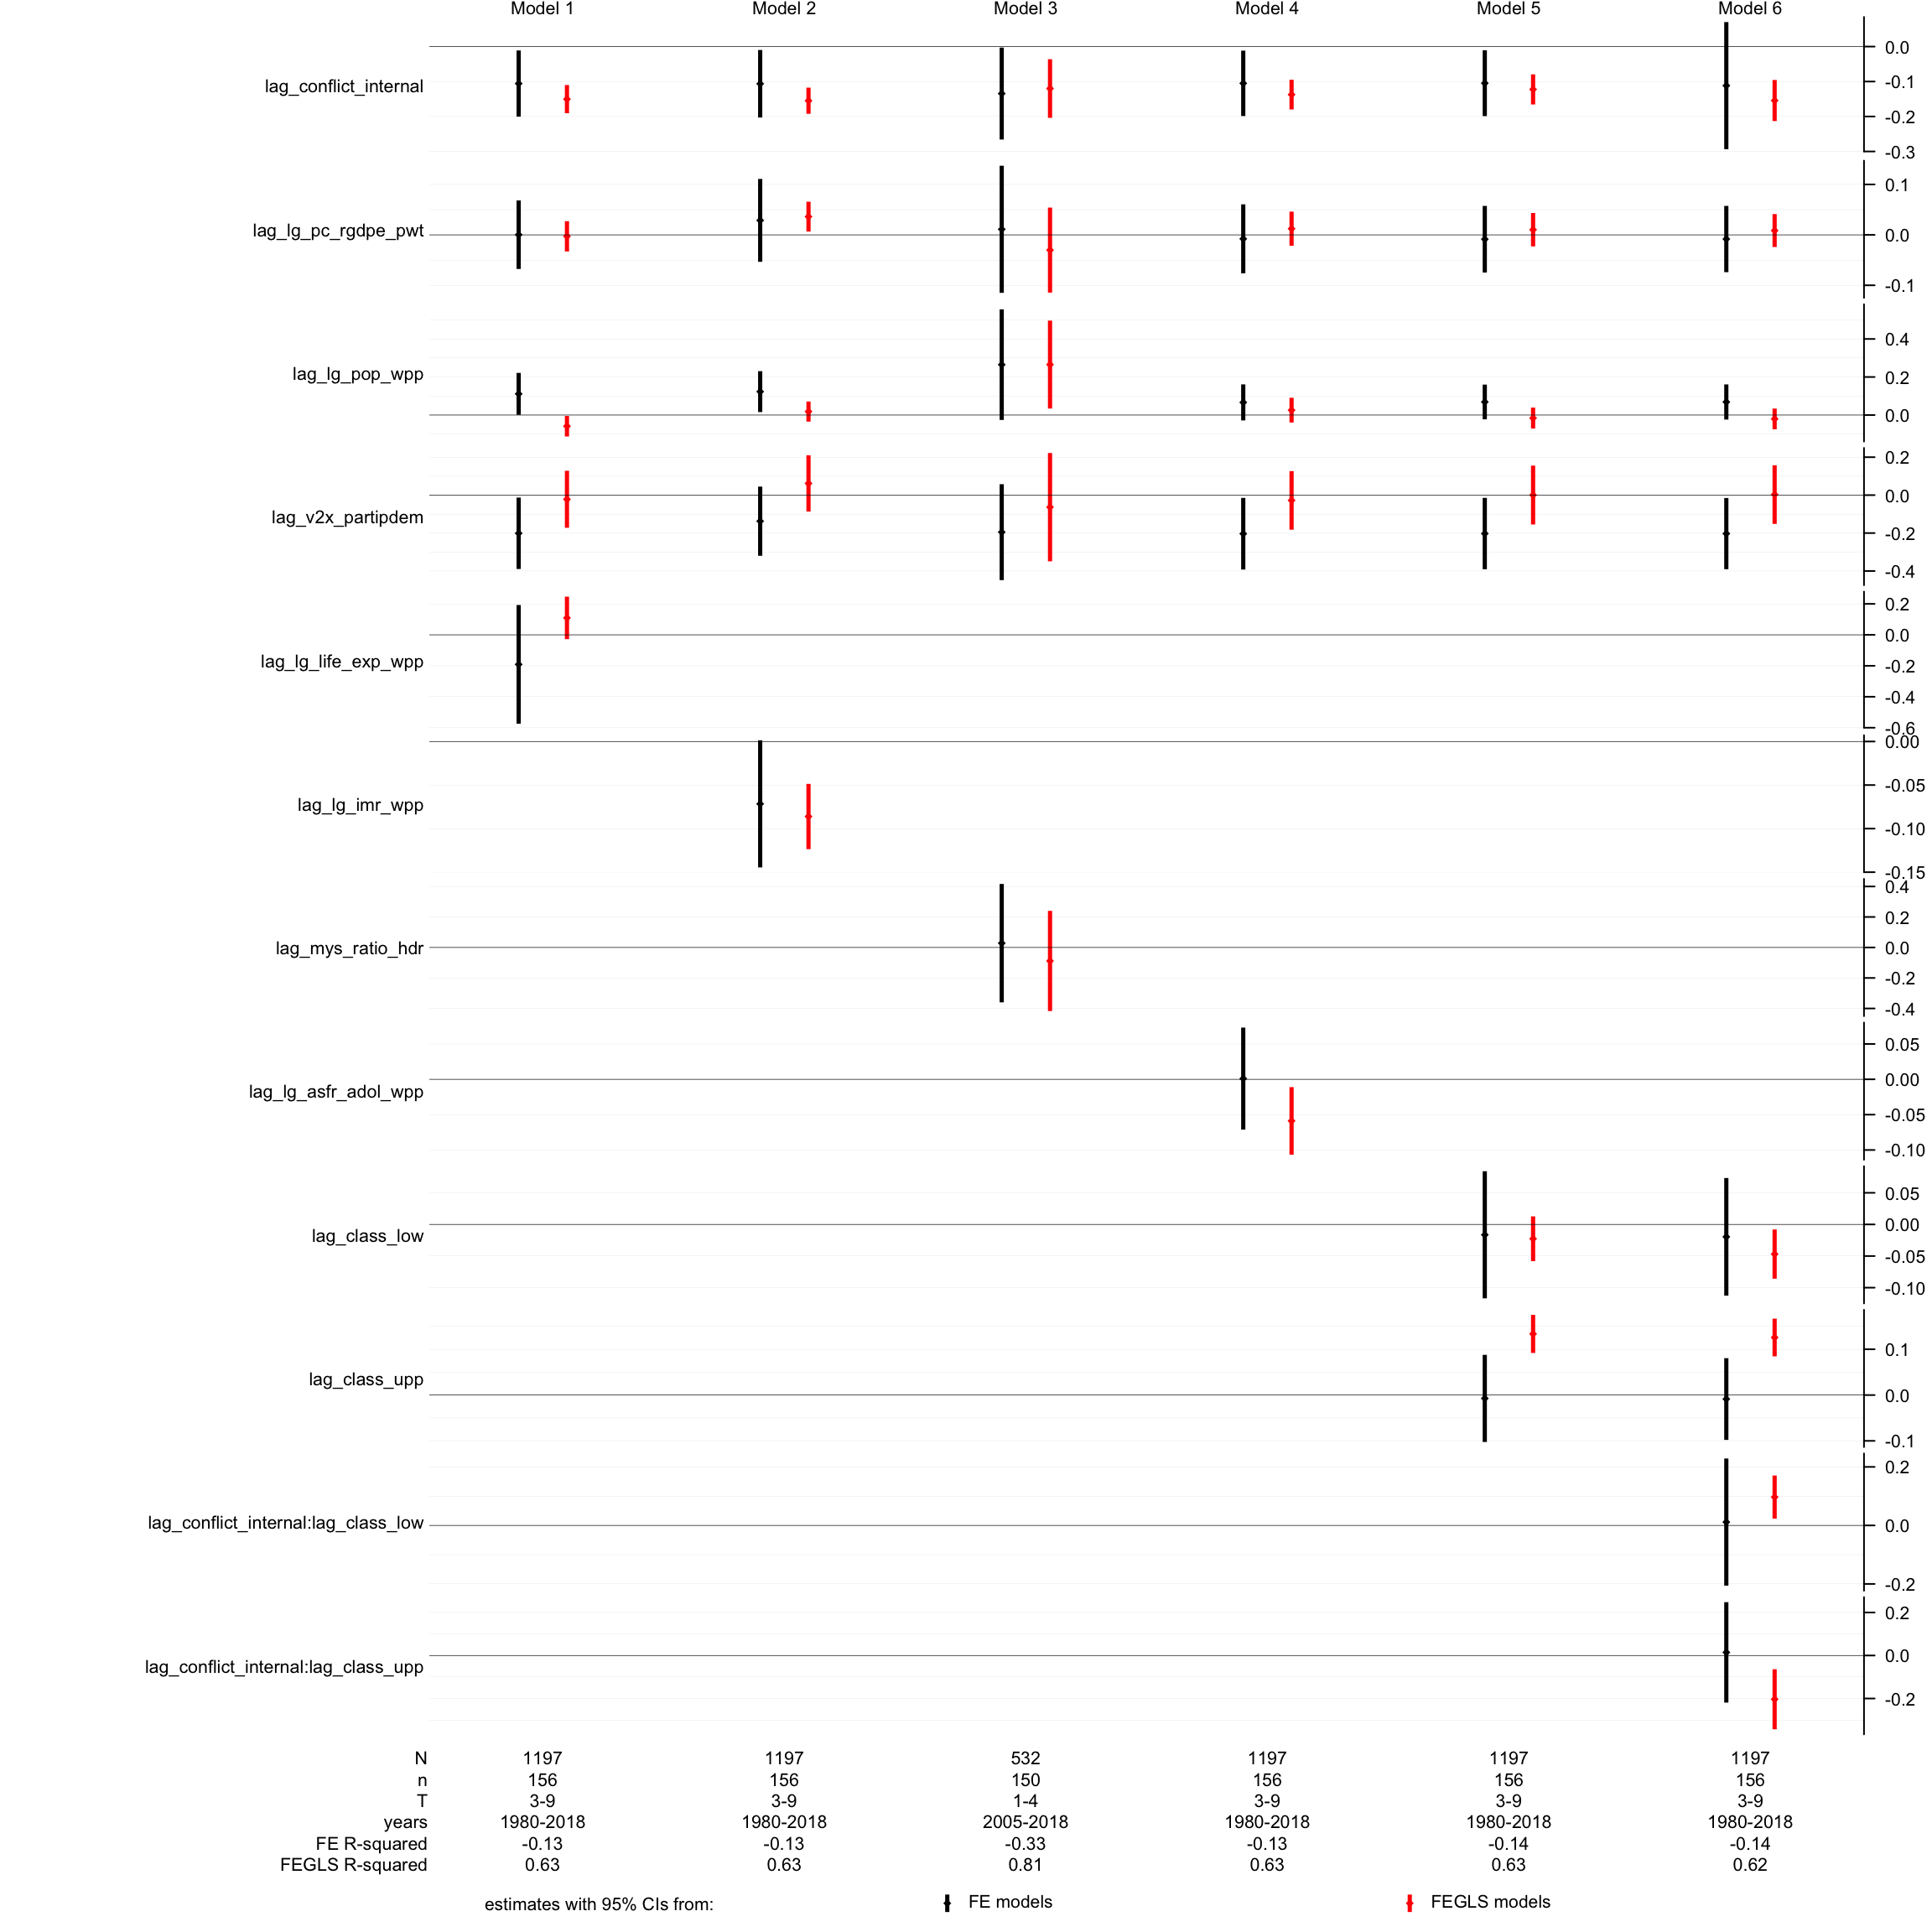 Model 1 Model 2 Model 3 Model 4 Model 5 Model 6
lag_conflict_internal
0.0
-0.1
-0.2
-0.3
lag_lg_pc_rgdpe_pwt
0.1
0.0
-0.1
lag_lg_pop_wpp
0.4
0.2
0.0
lag_v2x_partipdem
0.2
0.0
-0.2
-0.4
lag_lg_life_exp_wpp
0.2
0.0
-0.2
-0.4
-0.6
lag_lg_imr_wpp
0.00
-0.05
-0.10
-0.15
lag_mys_ratio_hdr
0.4
0.2
0.0
-0.2
-0.4
lag_lg_asfr_adol_wpp
0.05
0.00
-0.05
-0.10
lag_class_low
0.05
0.00
-0.05
-0.10
lag_class_upp
0.1
0.0
-0.1
lag_conflict_internal:lag_class_low
0.2
0.0
-0.2
lag_conflict_internal:lag_class_upp
0.2
0.0
-0.2
N 1197 1197 532 1197 1197 1197
n 156 156 150 156 156 156
T 3-9 3-9 1-4 3-9 3-9 3-9
years 1980-2018 1980-2018 2005-2018 1980-2018 1980-2018 1980-2018
FE R-squared -0.13 -0.13 -0.33 -0.13 -0.14 -0.14
FEGLS R-squared 0.63 0.63 0.81 0.63 0.63 0.62
estimates with 95% CIs from: FE models FEGLS models